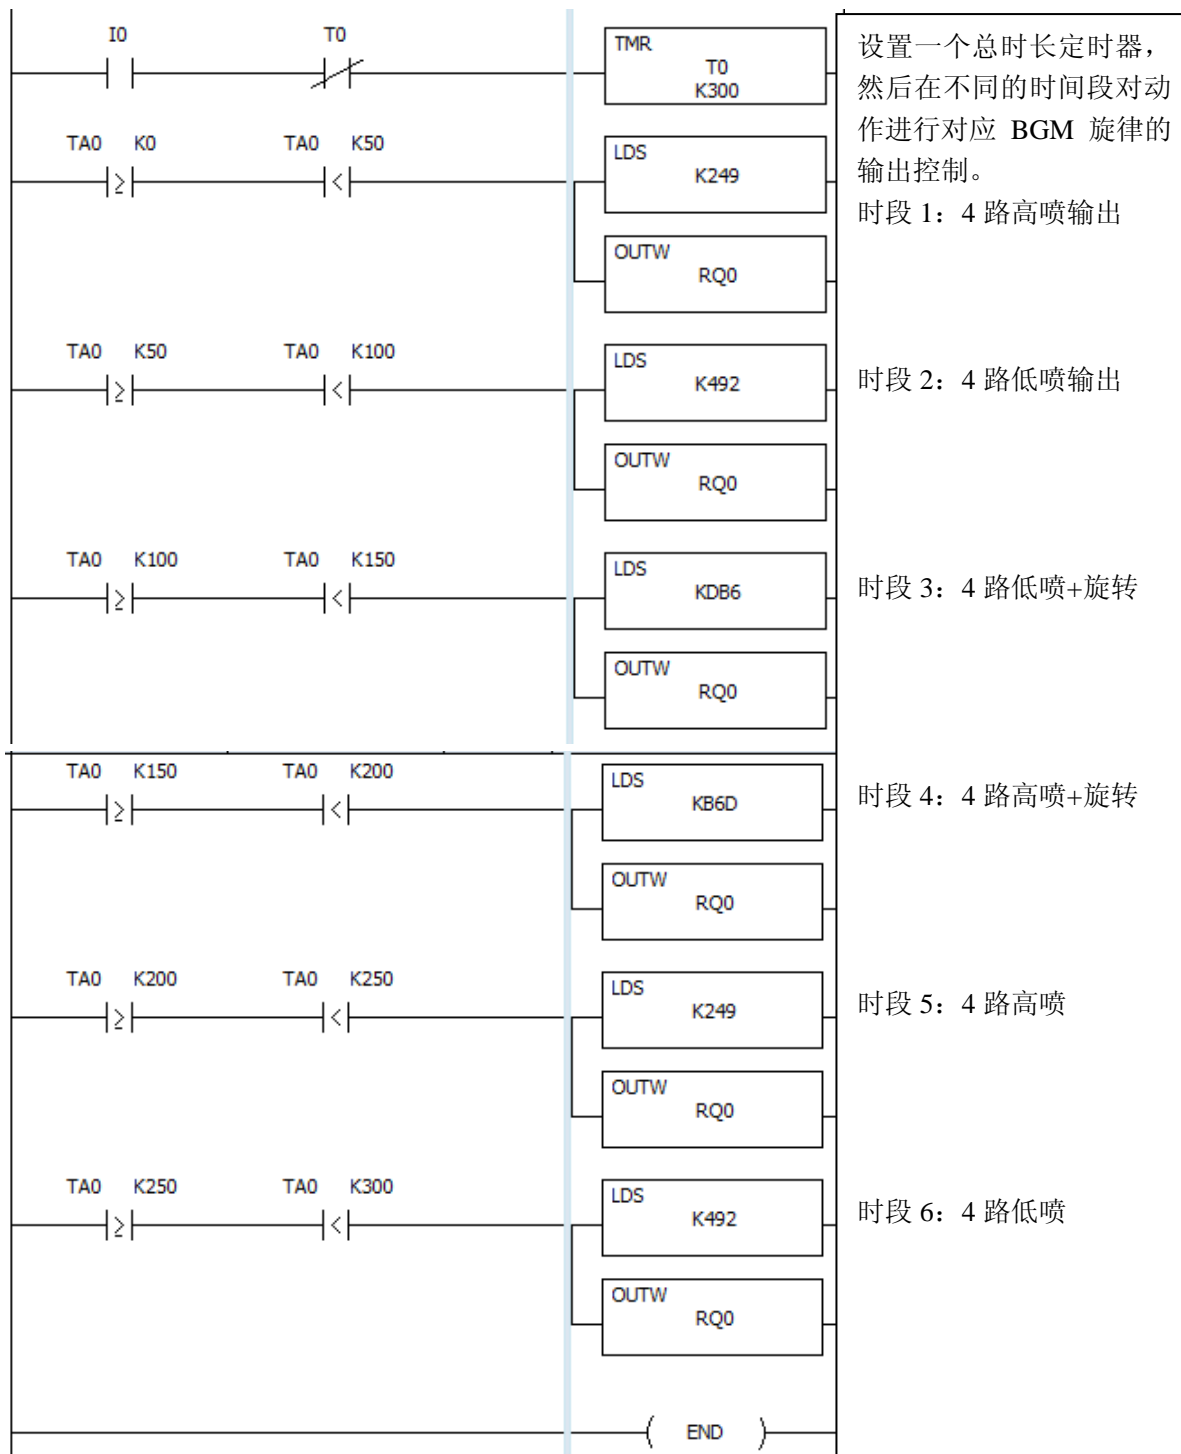 I0 T0
TMR
T0
K300
设置一个总时长定时器，
然后在不同的时间段对动
作进行对应 BGM 旋律的
输出控制。
TA0 K0 TA0 K50
LDS
K249
时段 1：4 路高喷输出
OUTW
RQ0
TA0 K50 TA0 K100
LDS
K492
时段 2：4 路低喷输出
OUTW
RQ0
TA0 K100 TA0 K150
LDS
KDB6
时段 3：4 路低喷+旋转
OUTW
RQ0
TA0 K150 TA0 K200
LDS
KB6D
时段 4：4 路高喷+旋转
OUTW
RQ0
TA0 K200 TA0 K250
LDS
K249
时段 5：4 路高喷
OUTW
RQ0
TA0 K250 TA0 K300
LDS
K492
时段 6：4 路低喷
OUTW
RQ0
END